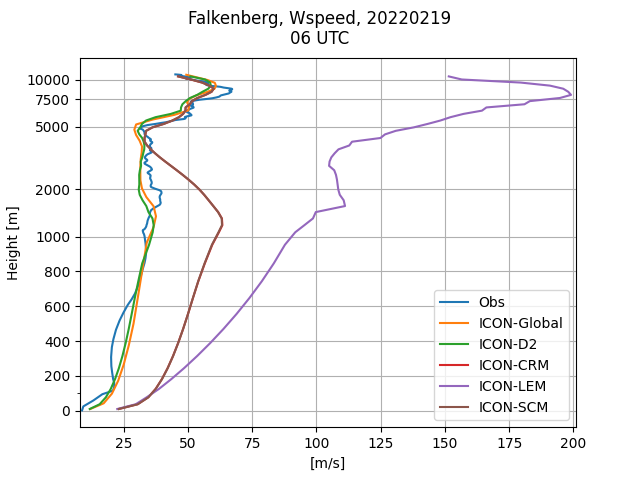 Falkenberg, Wspeed, 20220219
06 UTC
10000
7500
5000
2000
1000
800
600
400
200
0
Height [m]
25
50
75
100
125
150
175
200
[m/s]
Obs
ICON-Global
ICON-D2
ICON-CRM
ICON-LEM
ICON-SCM